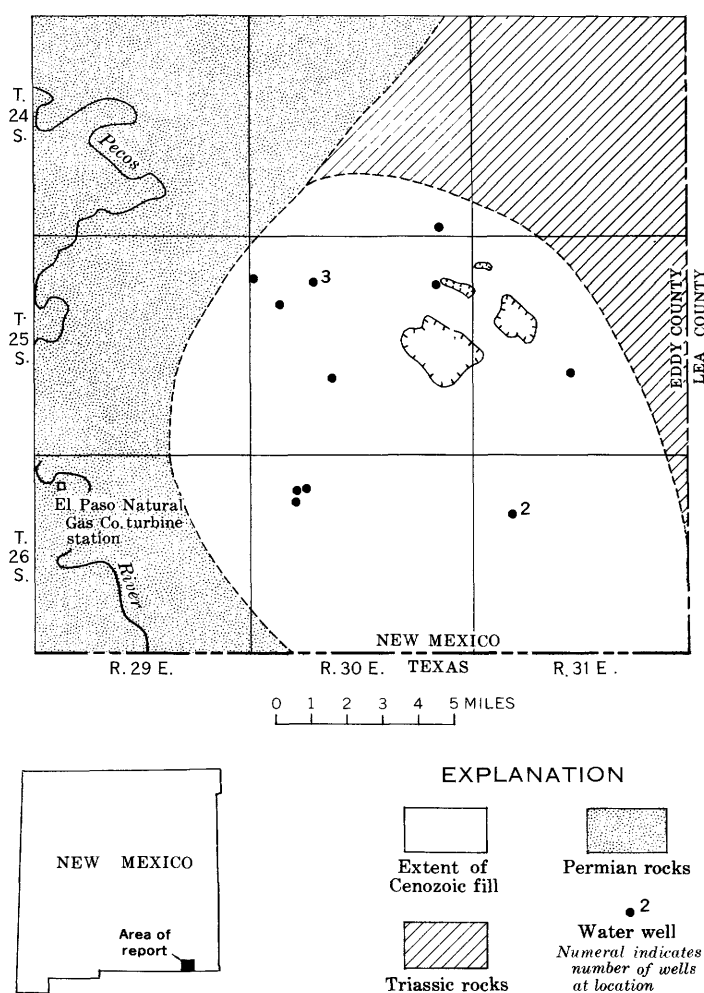 T.
24
S.
Pecos
3
T.
25
S.
EDDY COUNTY
LEA COUNTY
El Paso Natural
Gas Co. turbine
station
T.
26
S.
River
2
NEW MEXICO
R. 29 E.
R. 30 E.
TEXAS
R. 31 E.
0 1 2 3 4 5 MILES
NEW MEXICO
Area of
report
EXPLANATION
Extent of
Cenozoic fill
Permian rocks
Triassic rocks
2
Water well
Numeral indicates
number of wells
at location